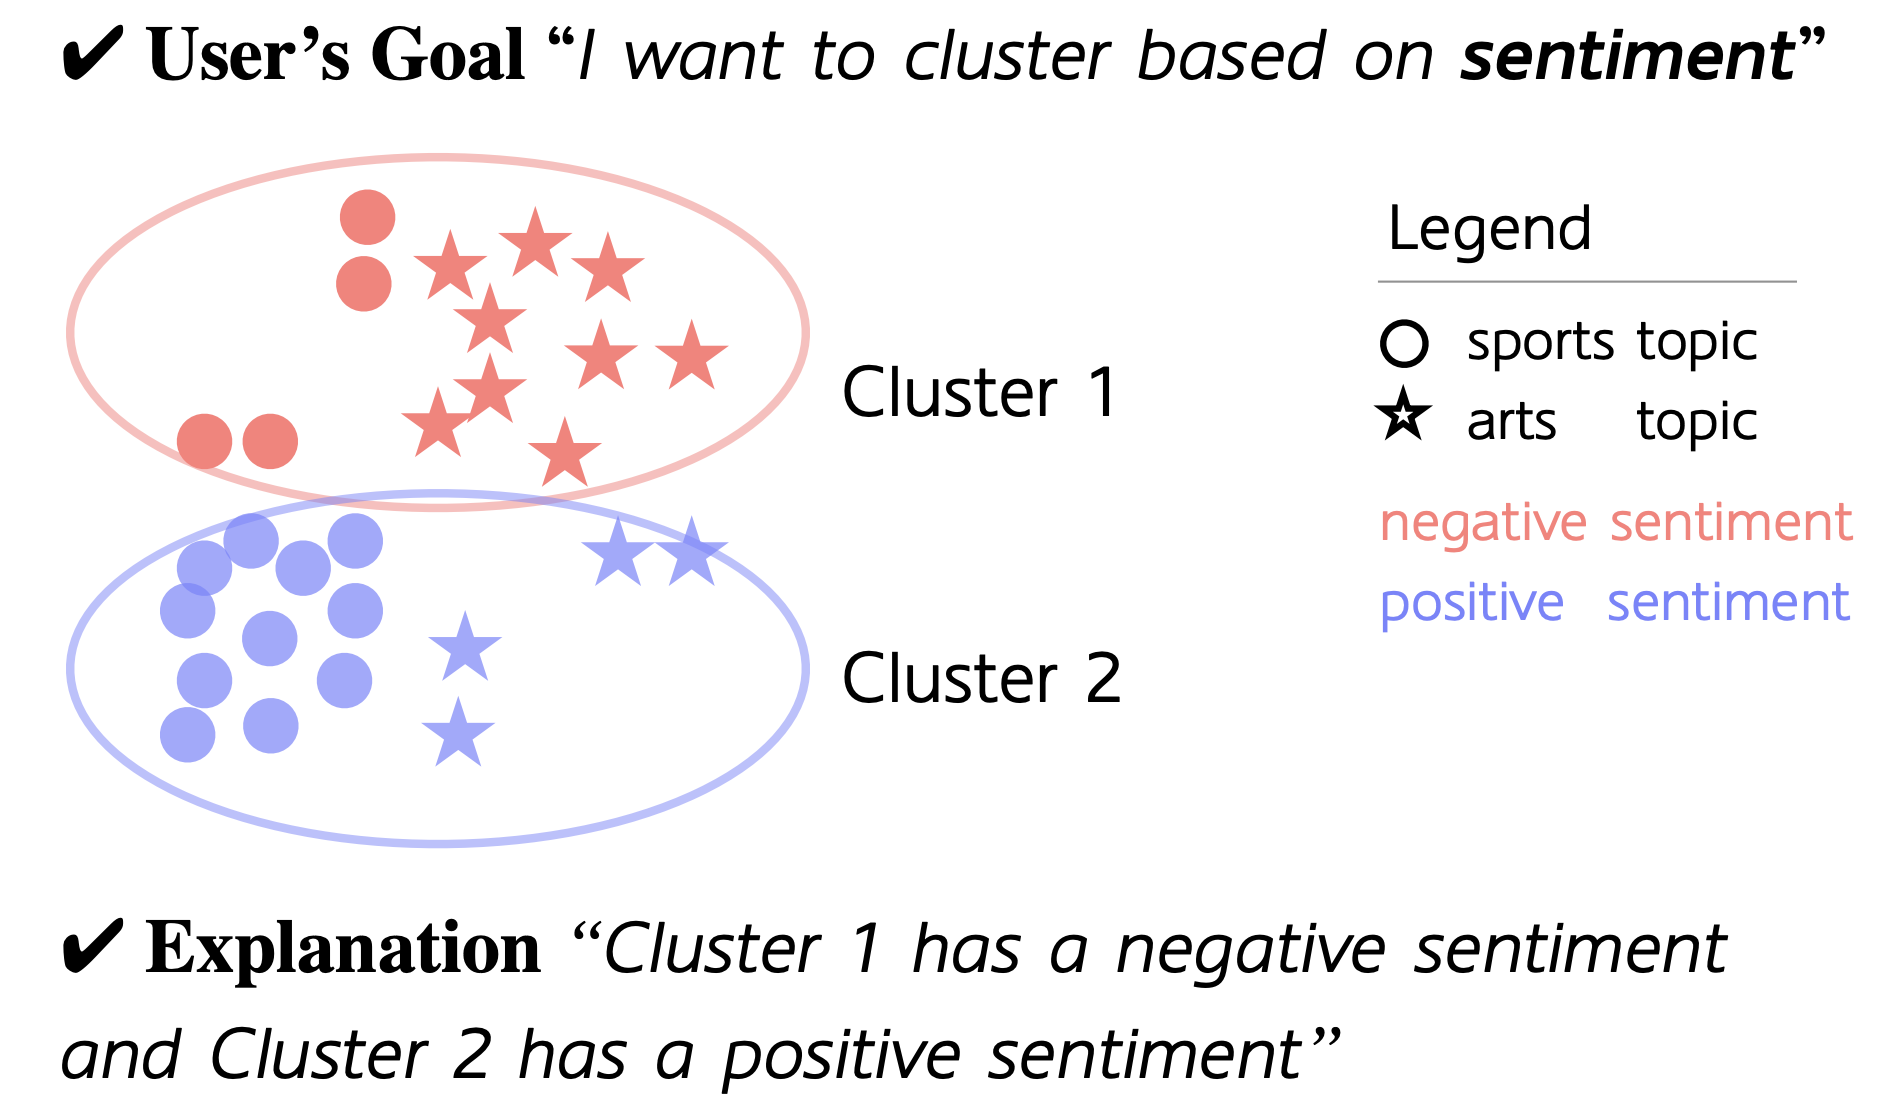 ✔ User’s Goal “I want to cluster based on sentiment”
Legend
sports topic
arts topic
Cluster 1
negative sentiment
positive sentiment
Cluster 2
✔ Explanation “Cluster 1 has a negative sentiment
and Cluster 2 has a positive sentiment”